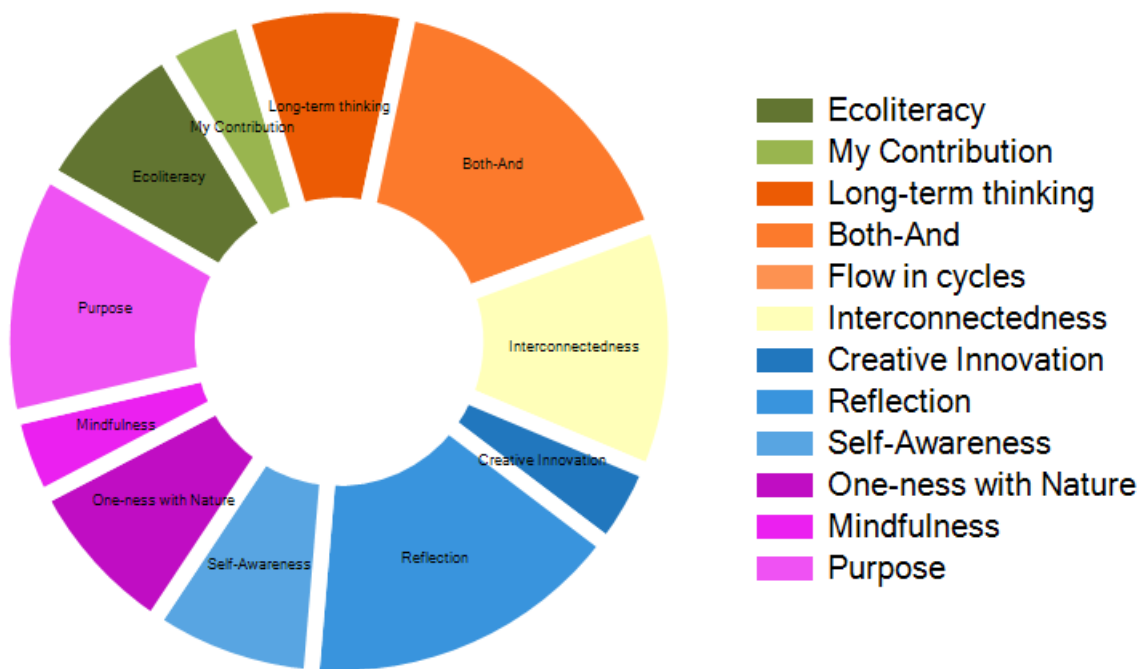 Long-term thinking
My Contribution
Both-And
Ecoliteracy
Purpose
Interconnectedness
Mindfulness
Creative Innovation
One-ness with Nature
Reflection
Self-Awareness
Ecoliteracy
My Contribution
Long-term thinking
Both-And
Flow in cycles
Interconnectedness
Creative Innovation
Reflection
Self-Awareness
One-ness with Nature
Mindfulness
Purpose